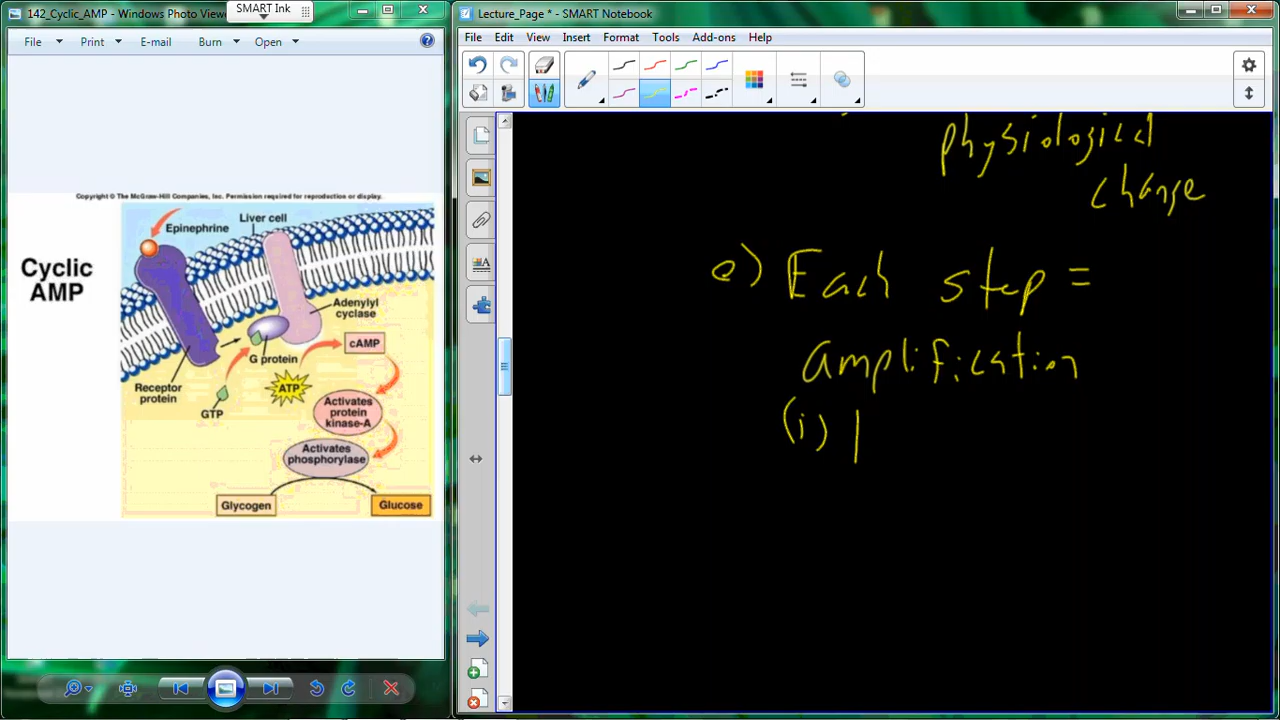 142_Cyclic_AMP - Windows Photo View
SMART Ink
File Print E-mail Burn Open
Copyright © The McGraw-Hill Companies, Inc. Permission required for reproduction or display.
Cyclic
AMP
Epinephrine
Liver cell
Adenylyl
cyclase
G protein
cAMP
Receptor
protein
GTP
ATP
Activates
protein
kinase-A
Activates
phosphorylase
Glycogen
Glucose
Lecture_Page * - SMART Notebook
File Edit View Insert Format Tools Add-ons Help
physiological
change
e) Each step =
amplification
(i) |